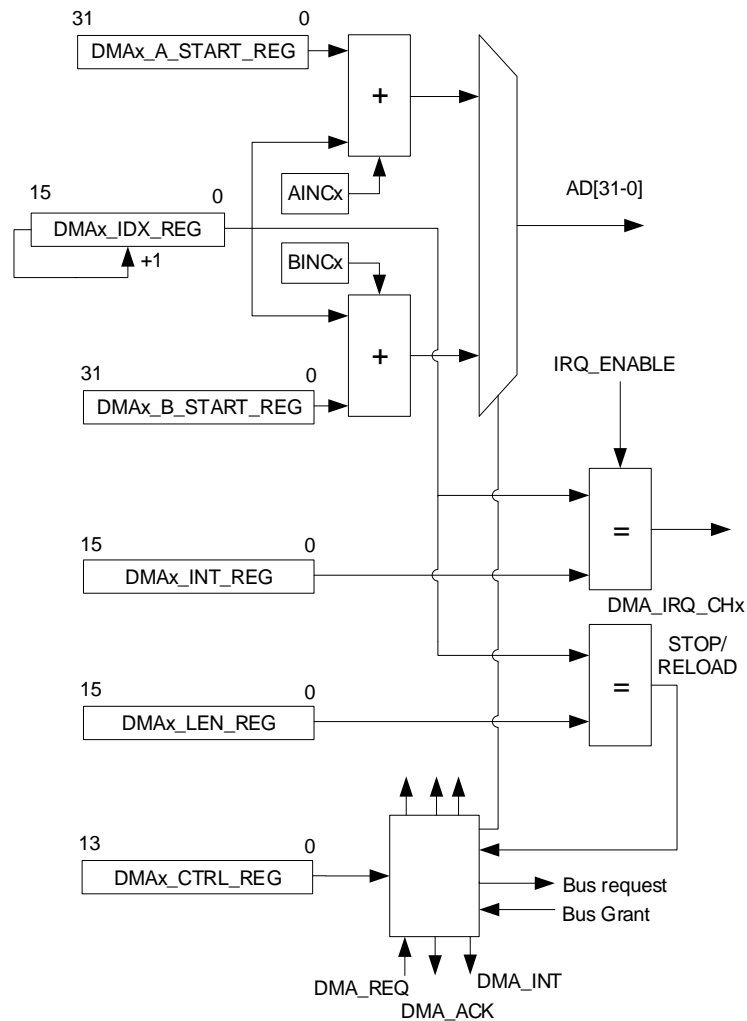 31 0
DMAx_A_START_REG
+
AINCx
15 0
DMAx_IDX_REG
+1
AD[31-0]
BINCx
+
31 0
DMAx_B_START_REG
IRQ_ENABLE
15 0
DMAx_INT_REG
=
DMA_IRQ_CHx
STOP/
RELOAD
15 0
DMAx_LEN_REG
=
13 0
DMAx_CTRL_REG
Bus request
Bus Grant
DMA_REQ
DMA_ACK
DMA_INT